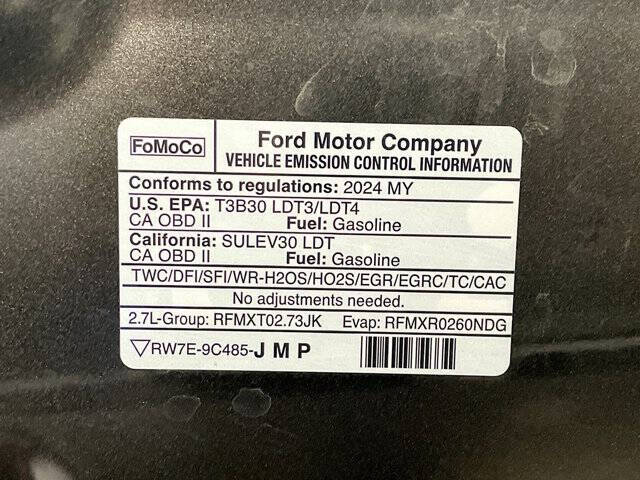 FoMoCo
Ford Motor Company
VEHICLE EMISSION CONTROL INFORMATION
Conforms to regulations: 2024 MY
U.S. EPA: T3B30 LDT3/LDT4
CA OBD II Fuel: Gasoline
California: SULEV30 LDT
CA OBD II Fuel: Gasoline
TWC/DFI/SFI/WR-H2OS/HO2S/EGR/EGRC/TC/CAC
No adjustments needed.
2.7L-Group: RFMXT02.73JK Evap: RFMXR0260NDG
▽RW7E-9C485-J M P